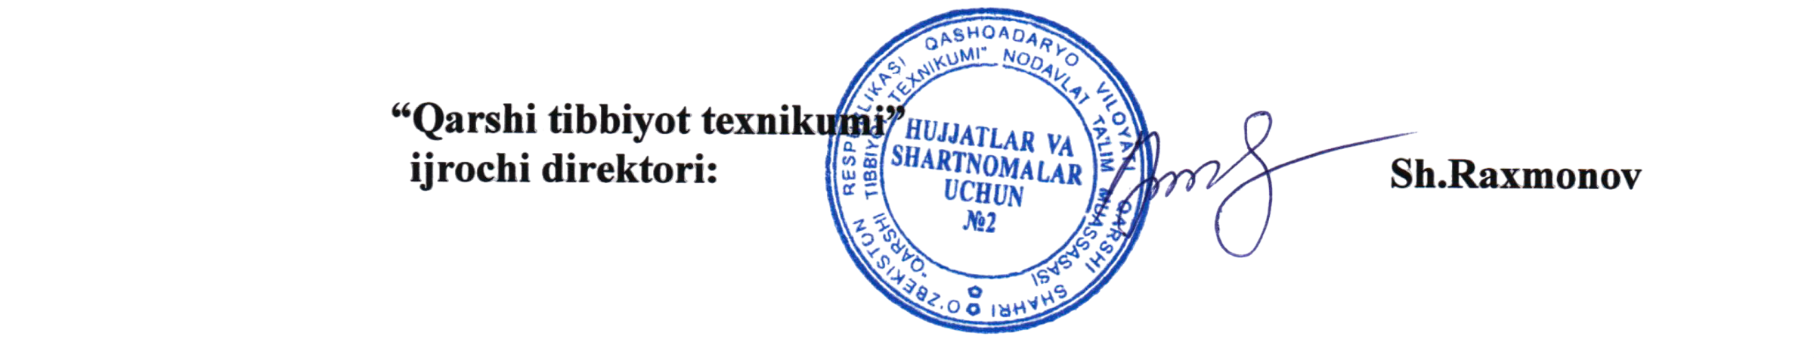 “Qarshi tibbiyot texnikumi”
ijrochi direktori:
O‘ZBEKISTON RESPUBLIKASI QASHQADARYO VILOYATI QARSHI SHAHRI
“QARSHI TIBBIYOT TEXNIKUMI” NODAVLAT TA’LIM MUASSASASI
HUJJATLAR VA
SHARTNOMALAR
UCHUN
№2
Sh.Raxmonov